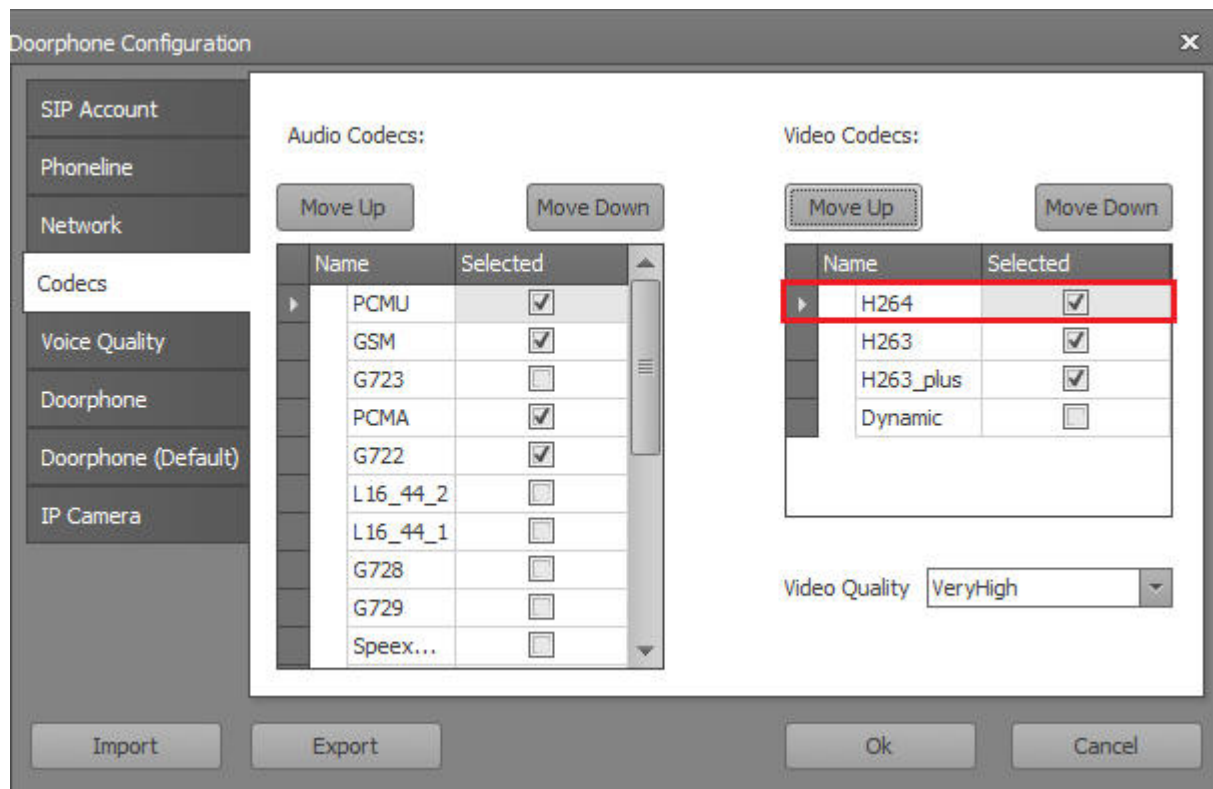 Doorphone Configuration
SIP Account
Phoneline
Network
Codecs
Voice Quality
Doorphone
Doorphone (Default)
IP Camera
Audio Codecs:
Move Up Move Down
Name Selected
PCMU
GSM
G723
PCMA
G722
L16_44_2
L16_44_1
G728
G729
Speex...
Video Codecs:
Move Up Move Down
Name Selected
H264
H263
H263_plus
Dynamic
Video Quality VeryHigh
Import Export Ok Cancel